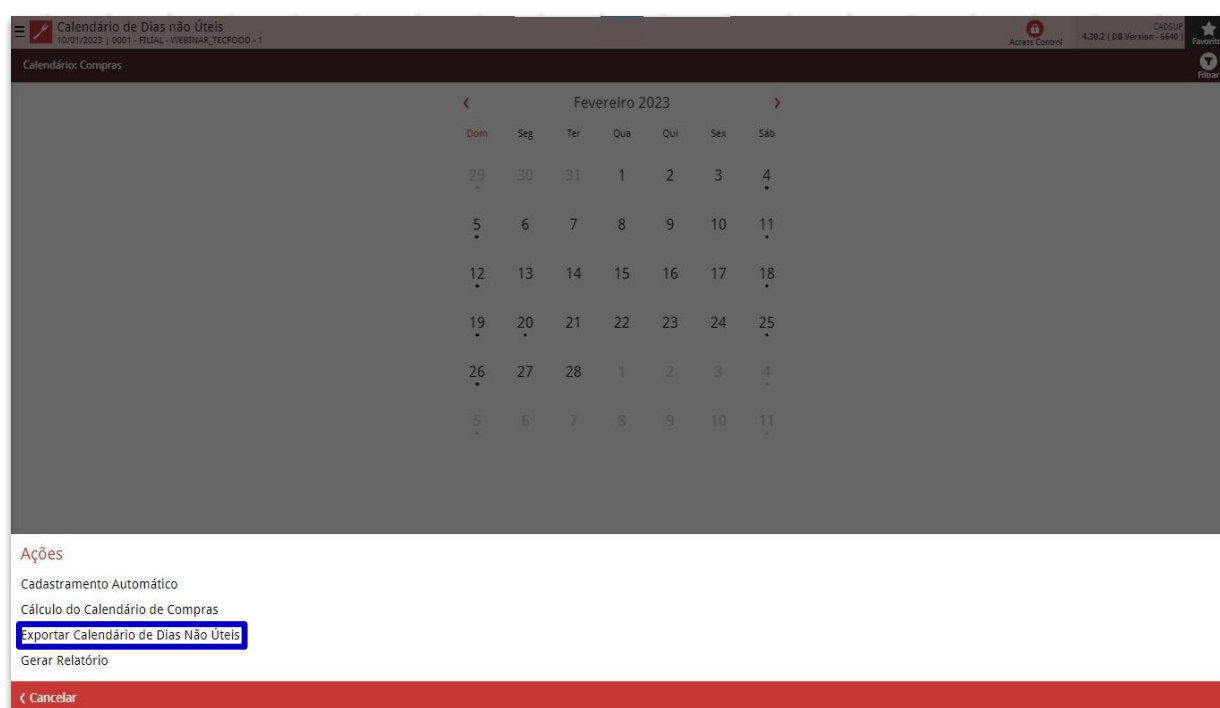 Calendário de Dias não Úteis
10/01/2023 | 0001 - FILIAL - WEBINAR_TECFOOD - 1
Access Control
CADSUP
4.30.2 ( DB Version - 6640 )
Favorito
Calendário: Compras
Filtrar
Fevereiro 2023
Dom Seg Ter Qua Qui Sex Sáb
29 30 31 1 2 3 4
5 6 7 8 9 10 11
12 13 14 15 16 17 18
19 20 21 22 23 24 25
26 27 28 1 2 3 4
5 6 7 8 9 10 11
Ações
Cadastramento Automático
Cálculo do Calendário de Compras
Exportar Calendário de Dias Não Úteis
Gerar Relatório
Cancelar